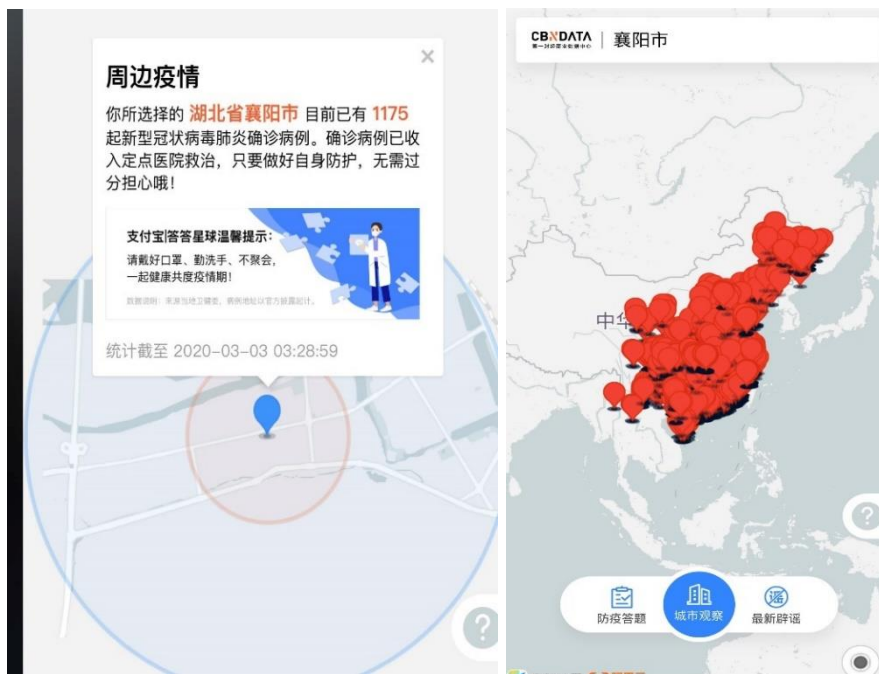 周边疫情
你所选择的 湖北省襄阳市 目前已有 1175
起新型冠状病毒肺炎确诊病例。确诊病例已收
入定点医院救治，只要做好自身防护，无需过
分担心哦！
支付宝|答答星球温馨提示：
请戴好口罩、勤洗手、不聚会，
一起健康共度疫情期！
统计截至 2020-03-03 03:28:59
?
CBNDATA | 襄阳市
中华
?
防疫答题
城市观察
谣
最新辟谣